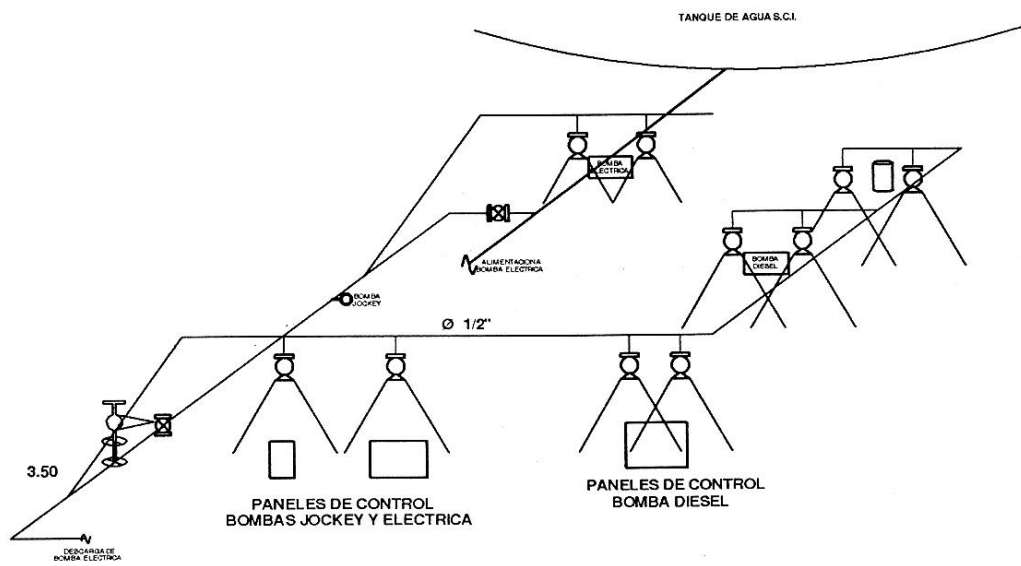 TANQUE DE AGUA S.C.I.
BOMBA
ELECTRICA
ALIMENTACIONA
BOMBA ELECTRICA
BOMBA
DIESEL
BOMBA
JOCKEY
Ø 1/2"
3.50
PANELES DE CONTROL
BOMBAS JOCKEY Y ELECTRICA
PANELES DE CONTROL
BOMBA DIESEL
DESCARGA DE
BOMBA ELECTRICA